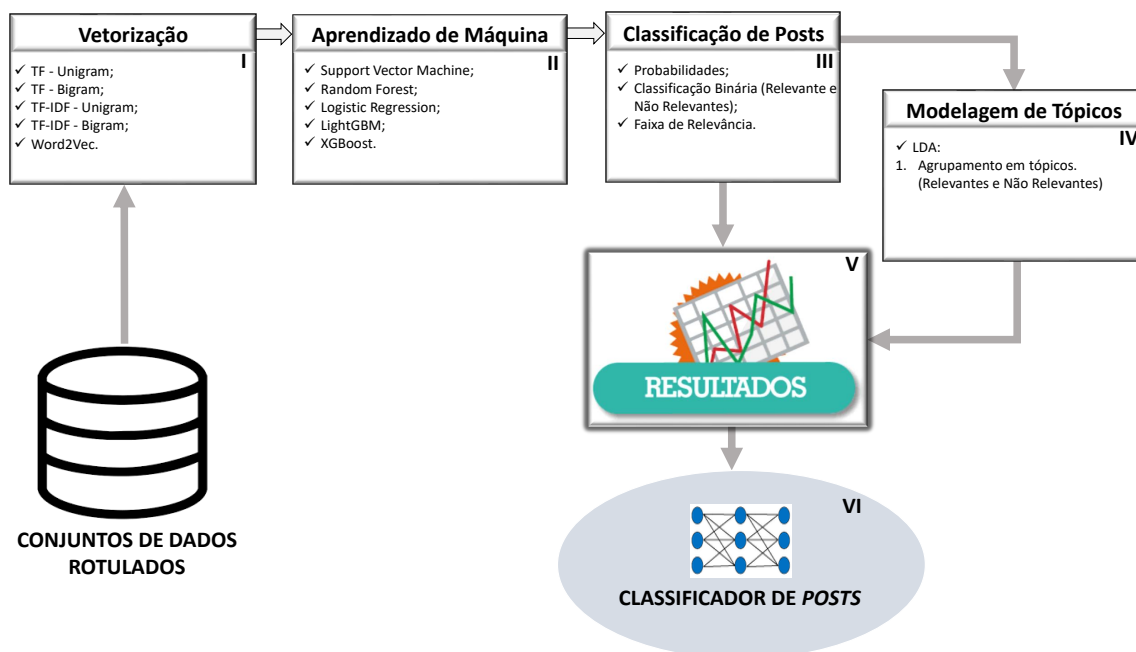 Vetorização
I
✓ TF - Unigram;
✓ TF - Bigram;
✓ TF-IDF - Unigram;
✓ TF-IDF - Bigram;
✓ Word2Vec.
Aprendizado de Máquina
II
✓ Support Vector Machine;
✓ Random Forest;
✓ Logistic Regression;
✓ LightGBM;
✓ XGBoost.
Classificação de Posts
III
✓ Probabilidades;
✓ Classificação Binária (Relevante e
Não Relevantes);
✓ Faixa de Relevância.
Modelagem de Tópicos
IV
✓ LDA:
1. Agrupamento em tópicos.
(Relevantes e Não Relevantes)
V
RESULTADOS
CONJUNTOS DE DADOS
ROTULADOS
VI
CLASSIFICADOR DE POSTS